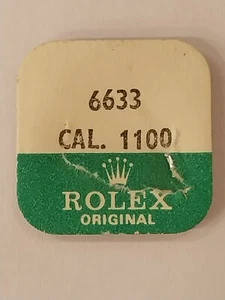 6633
CAL. 1100
ROLEX
ORIGINAL